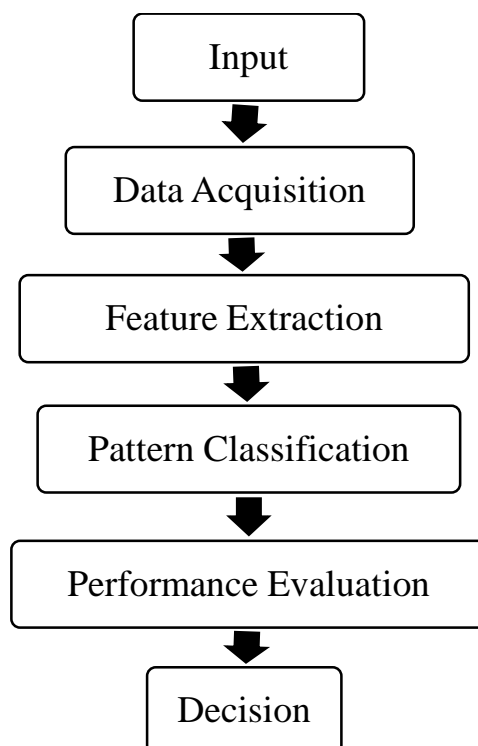 Input
Data Acquisition
Feature Extraction
Pattern Classification
Performance Evaluation
Decision